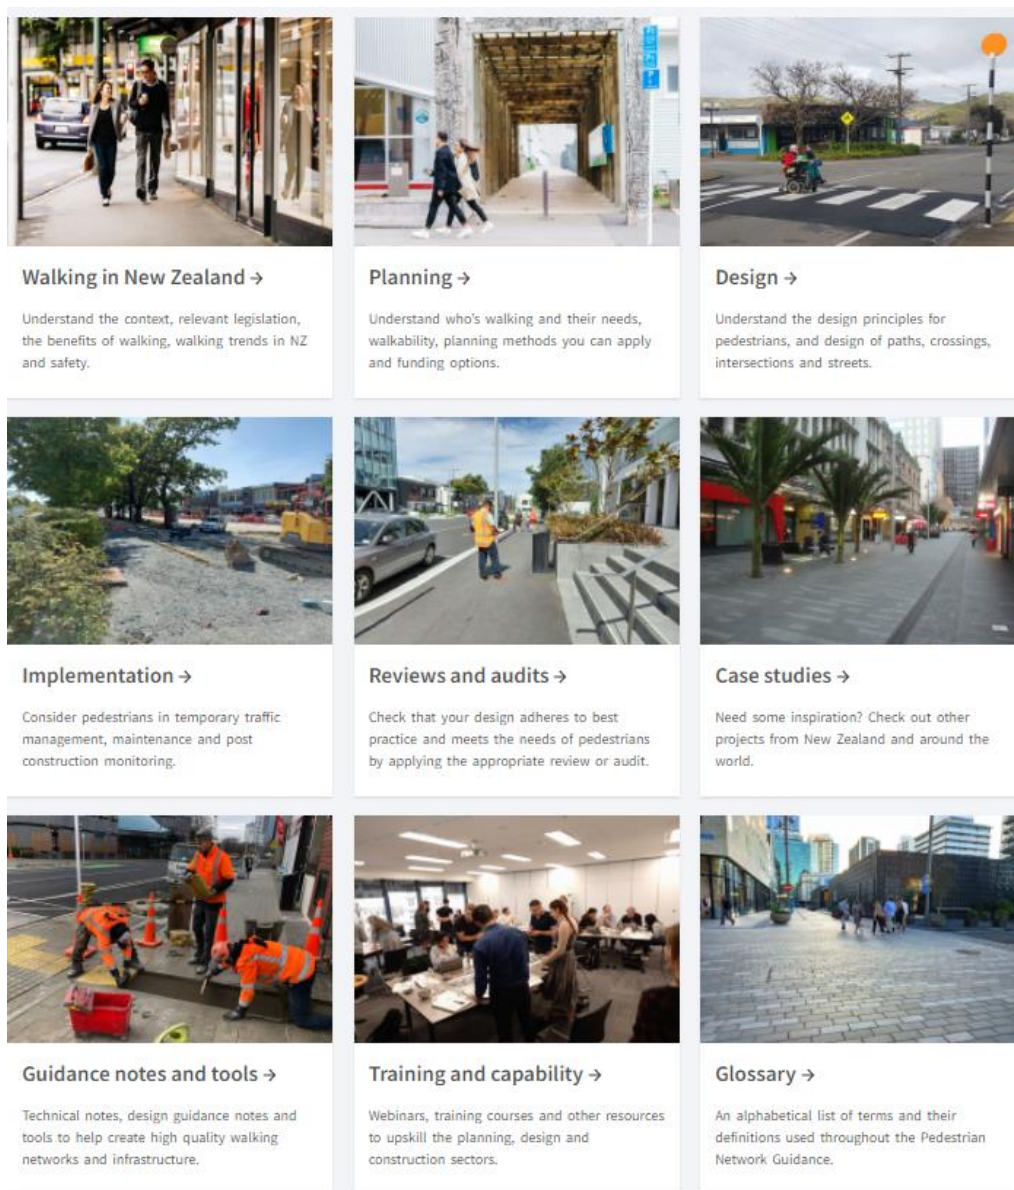 Walking in New Zealand →
Understand the context, relevant legislation,
the benefits of walking, walking trends in NZ
and safety.
Planning →
Understand who's walking and their needs,
walkability, planning methods you can apply
and funding options.
Design →
Understand the design principles for
pedestrians, and design of paths, crossings,
intersections and streets.
Implementation →
Consider pedestrians in temporary traffic
management, maintenance and post
construction monitoring.
Reviews and audits →
Check that your design adheres to best
practice and meets the needs of pedestrians
by applying the appropriate review or audit.
Case studies →
Need some inspiration? Check out other
projects from New Zealand and around the
world.
Guidance notes and tools →
Technical notes, design guidance notes and
tools to help create high quality walking
networks and infrastructure.
Training and capability →
Webinars, training courses and other resources
to upskill the planning, design and
construction sectors.
Glossary →
An alphabetical list of terms and their
definitions used throughout the Pedestrian
Network Guidance.